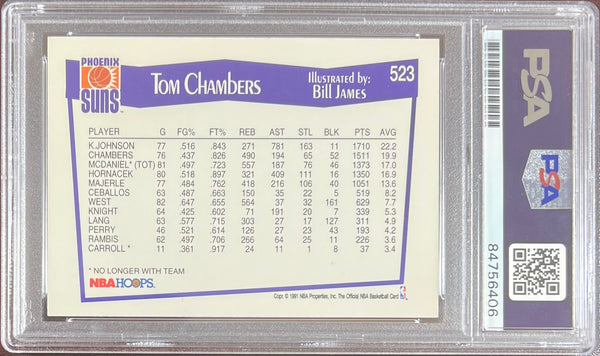 PHOENIX
SUNS
TOM CHAMBERS
ILLUSTRATED by:
BILL JAMES
523
PLAYER G FG% FT% REB AST STL BLK PTS AVG
K.JOHNSON 77 .516 .843 271 781 163 11 1710 22.2
CHAMBERS 76 .437 .826 490 194 65 52 1511 19.9
MCDANIEL* (TOT) 81 .497 .723 557 187 76 46 1373 17.0
HORNACEK 80 .518 .897 321 409 111 16 1350 16.9
MAJERLE 77 .484 .762 418 216 106 40 1051 13.6
CEBALLOS 63 .487 .663 150 35 22 5 519 8.2
WEST 82 .647 .655 564 37 32 161 629 7.7
KNIGHT 64 .425 .602 71 191 20 7 339 5.3
LANG 63 .577 .715 303 27 17 127 311 4.9
PERRY 46 .521 .614 126 27 23 43 186 4.0
RAMBIS 62 .497 .706 266 64 25 11 226 3.6
CARROLL * 11 .361 .917 24 11 1 8 37 3.4
* NO LONGER WITH TEAM
NBA HOOPS
Copr. © 1991 NBA Properties, Inc. The Official NBA Basketball Card
PSA
PSA
84756406